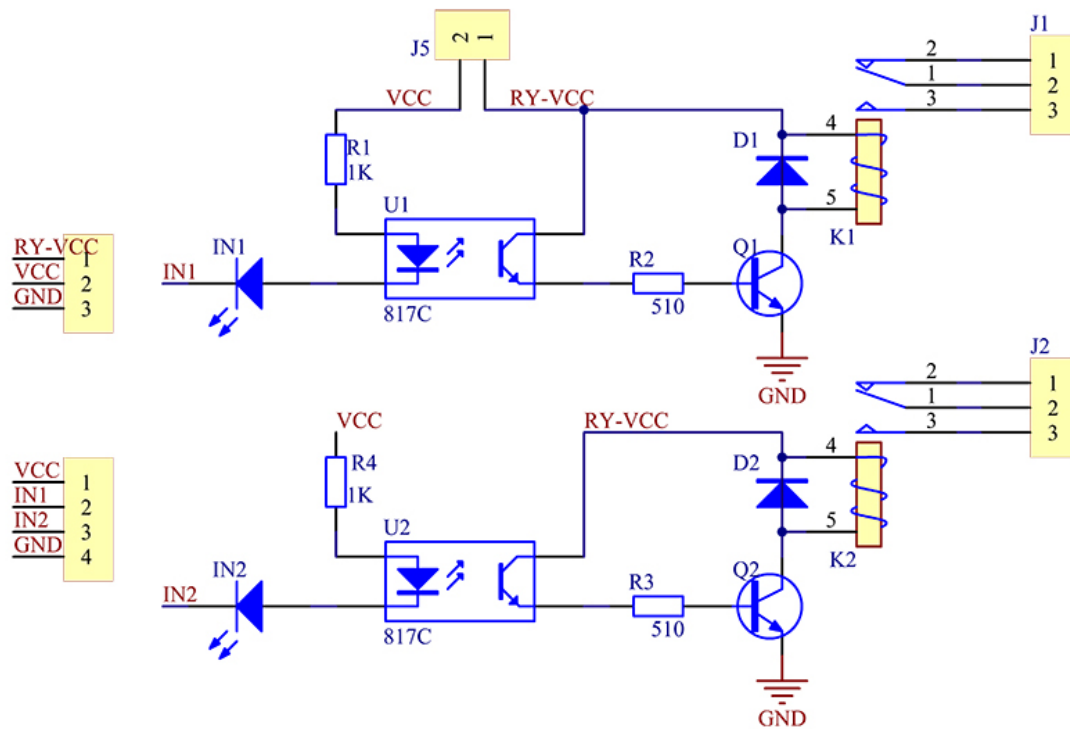 J5
2 1
VCC
RY-VCC
R1
1K
U1
817C
IN1
IN1
R2
510
Q1
D1
4
5
K1
GND
J1
2
1
3
1
2
3
RY-VCC 1
VCC 2
GND 3
VCC
R4
1K
U2
817C
IN2
IN2
RY-VCC
R3
510
Q2
D2
4
5
K2
GND
J2
2
1
3
1
2
3
VCC 1
IN1 2
IN2 3
GND 4